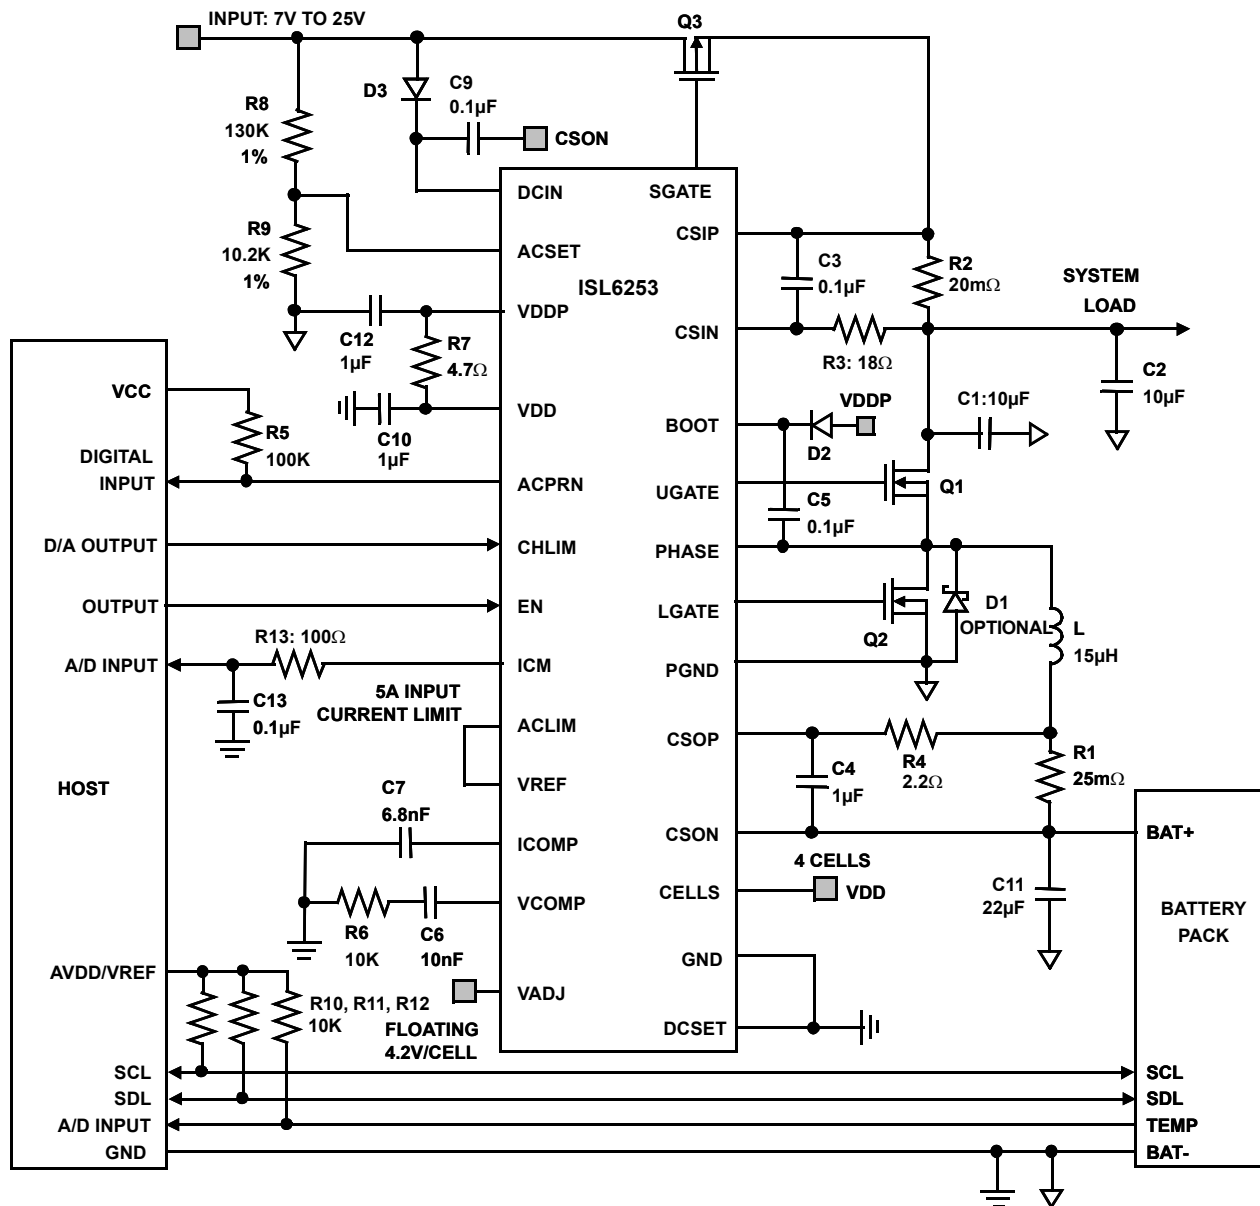 INPUT: 7V TO 25V
Q3
D3
C9
0.1µF
CSON
R8
130K
1%
R9
10.2K
1%
DCIN
SGATE
ACSET
CSIP
ISL6253
C3
0.1µF
R2
20mΩ
SYSTEM
LOAD
VDDP
CSIN
C12
1µF
R7
4.7Ω
R3: 18Ω
C2
10µF
VCC
VDD
C10
1µF
R5
100K
BOOT
VDDP
D2
C1:10µF
DIGITAL
INPUT
ACPRN
UGATE
Q1
C5
0.1µF
D/A OUTPUT
CHLIM
PHASE
OUTPUT
EN
LGATE
Q2
D1
OPTIONAL
L
15µH
R13: 100Ω
A/D INPUT
ICM
PGND
C13
0.1µF
5A INPUT
CURRENT LIMIT
ACLIM
CSOP
R4
2.2Ω
R1
25mΩ
C4
1µF
VREF
HOST
C7
6.8nF
ICOMP
CSON
BAT+
4 CELLS
CELLS
VDD
C11
22µF
VCOMP
R6
10K
C6
10nF
BATTERY
PACK
GND
AVDD/VREF
R10, R11, R12
10K
VADJ
FLOATING
4.2V/CELL
DCSET
SCL
SCL
SDL
SDL
A/D INPUT
TEMP
GND
BAT-